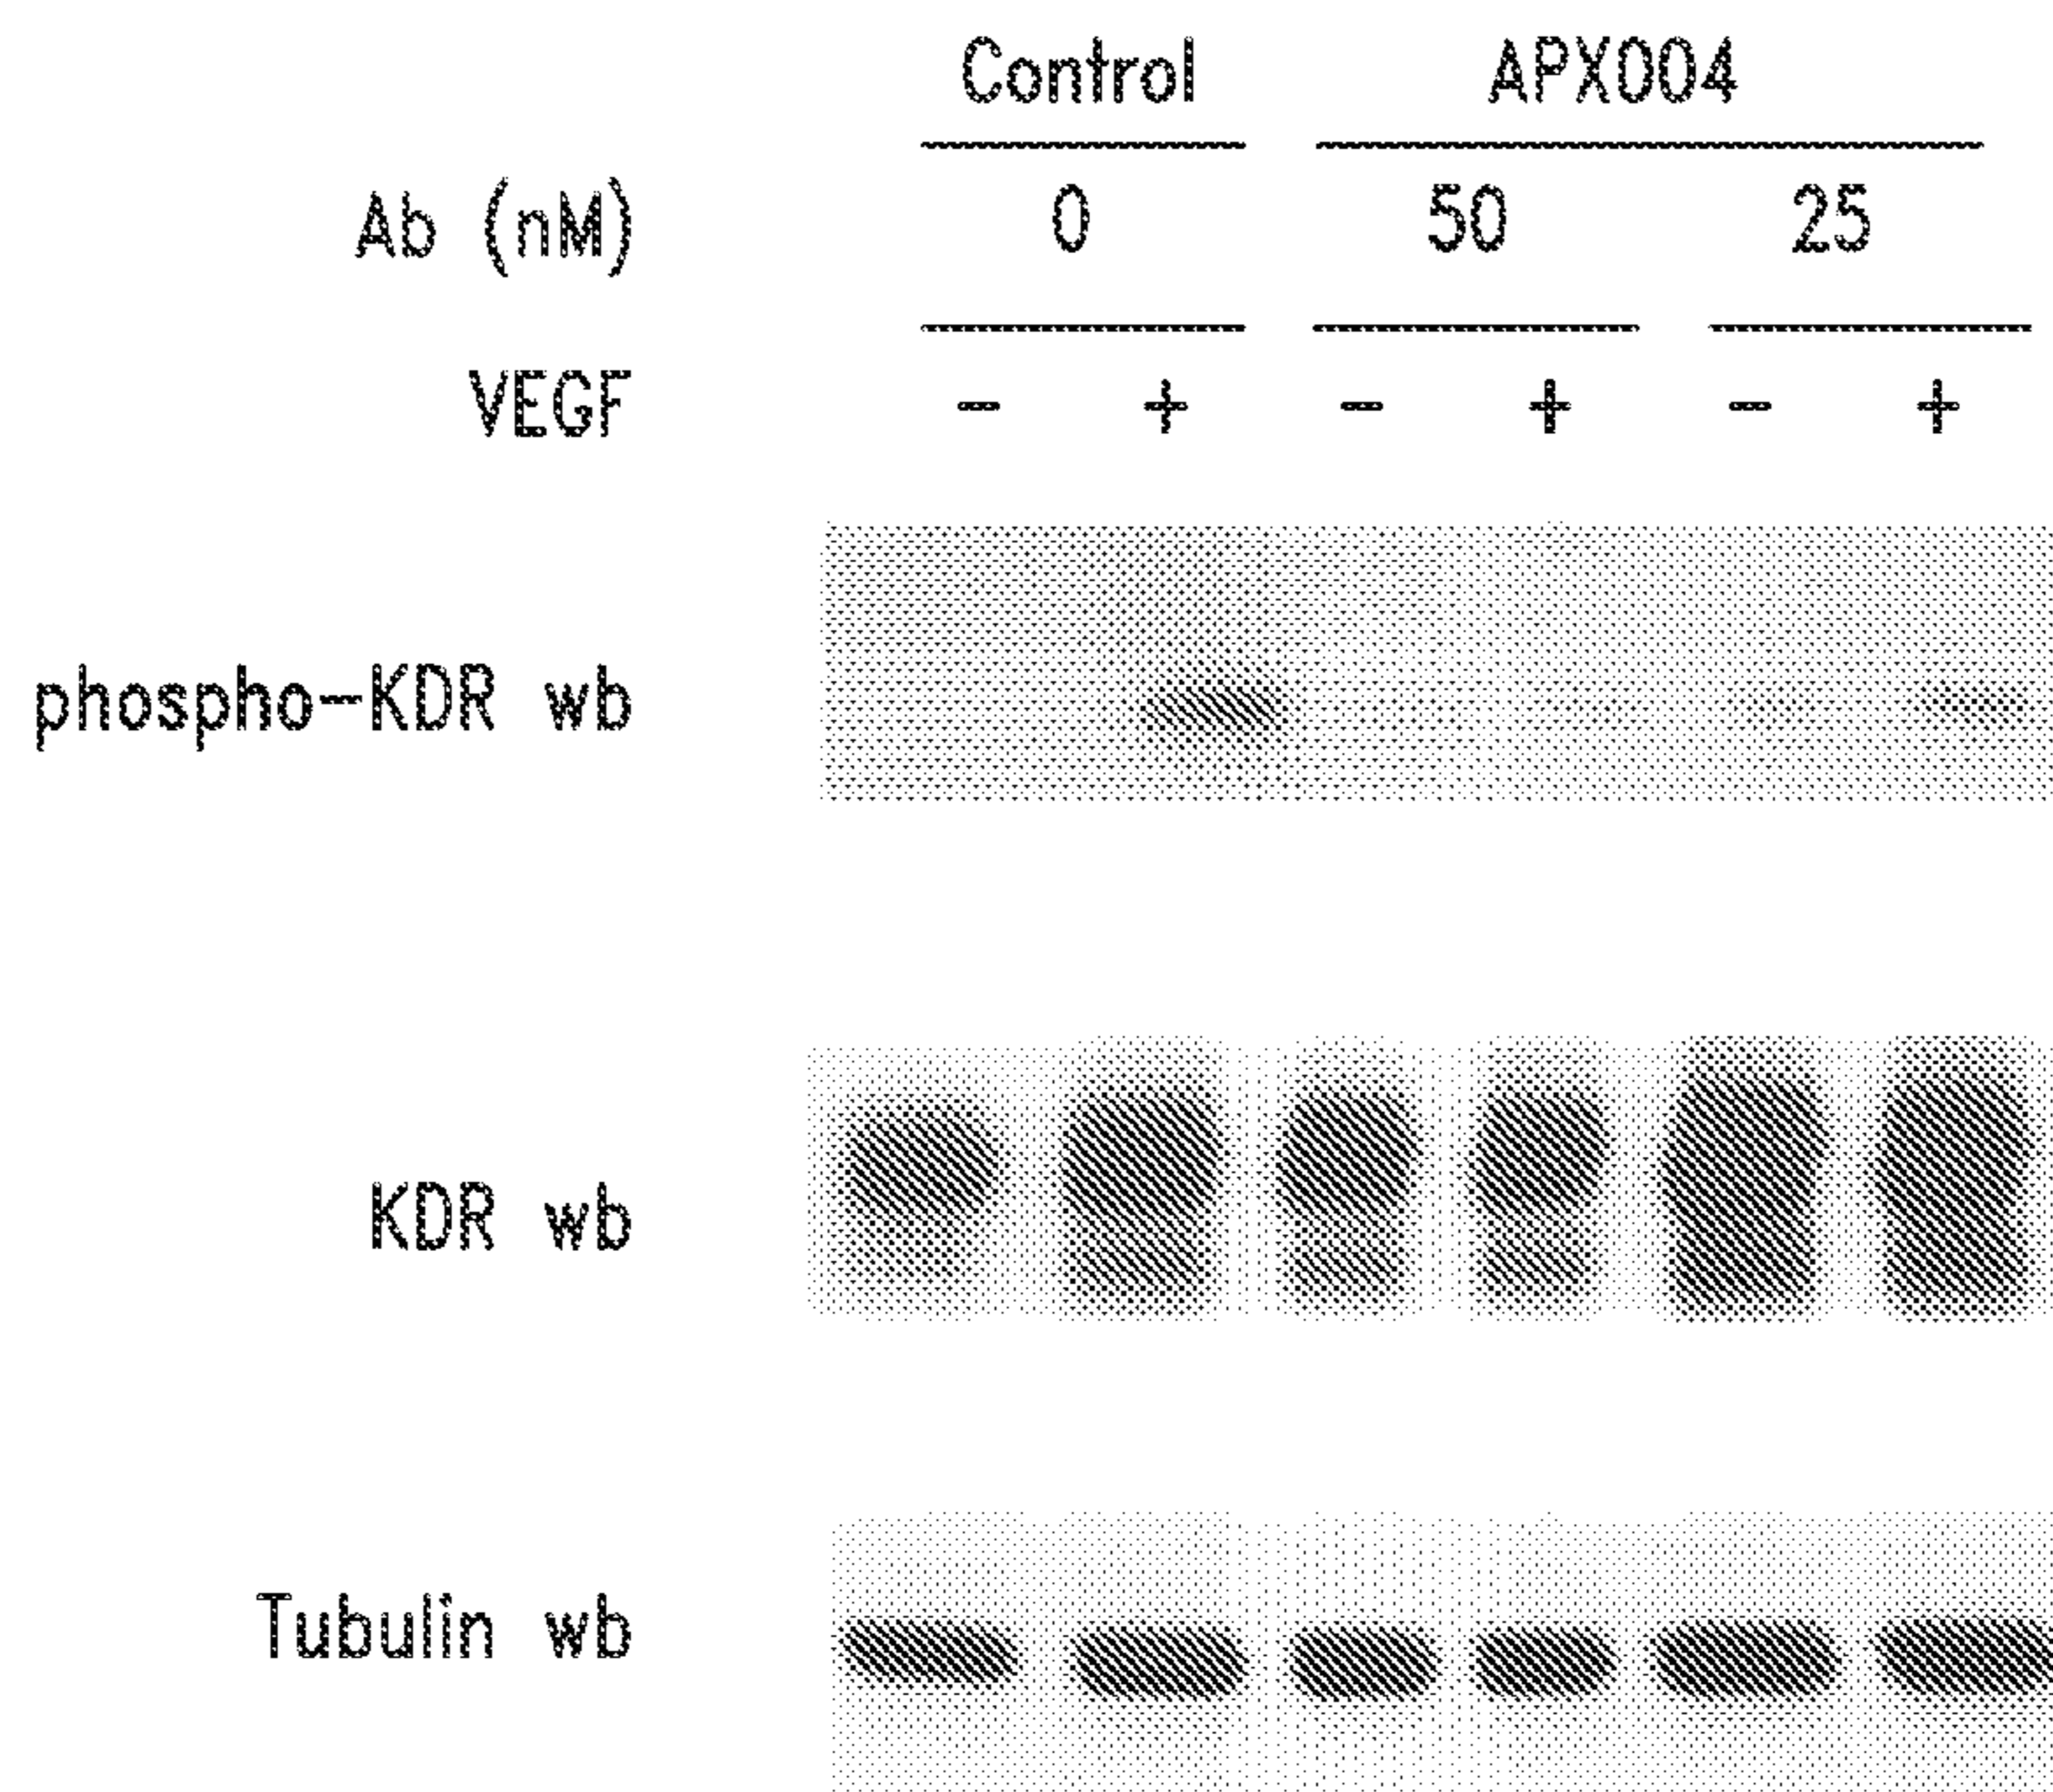 Control APX004
Ab (nM) 0 50 25
VEGF − + − + − +
phospho-KDR wb
KDR wb
Tubulin wb